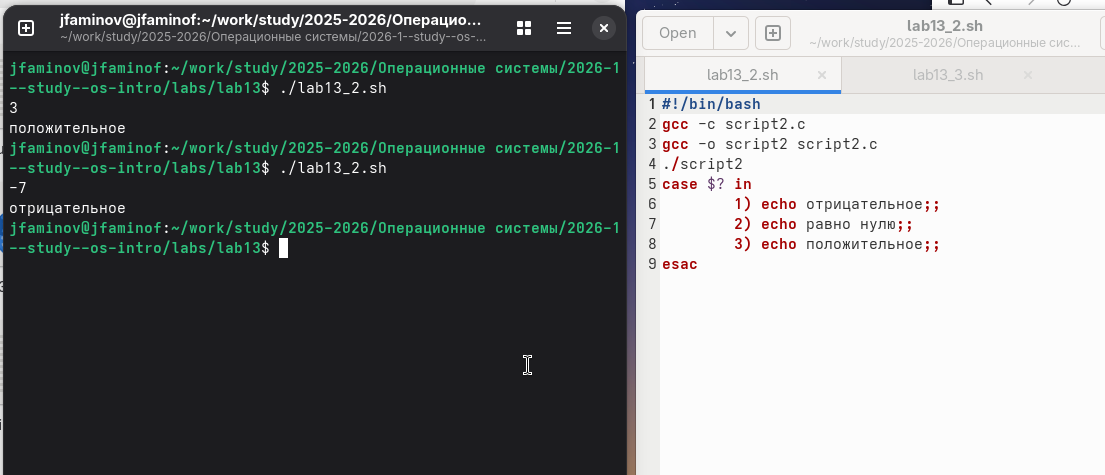 jfaminov@jfaminof:~/work/study/2025-2026/Операцио...
~/work/study/2025-2026/Операционные системы/2026-1--study--os-...
jfaminov@jfaminof:~/work/study/2025-2026/Операционные системы/2026-1
--study--os-intro/labs/lab13$ ./lab13_2.sh
3
положительное
jfaminov@jfaminof:~/work/study/2025-2026/Операционные системы/2026-1
--study--os-intro/labs/lab13$ ./lab13_2.sh
-7
отрицательное
jfaminov@jfaminof:~/work/study/2025-2026/Операционные системы/2026-1
--study--os-intro/labs/lab13$
Open
lab13_2.sh
~/work/study/2025-2026/Операционные сис...
lab13_2.sh
lab13_3.sh
1 #!/bin/bash
2 gcc -c script2.c
3 gcc -o script2 script2.c
4 ./script2
5 case $? in
6 1) echo отрицательное;;
7 2) echo равно нулю;;
8 3) echo положительное;;
9 esac